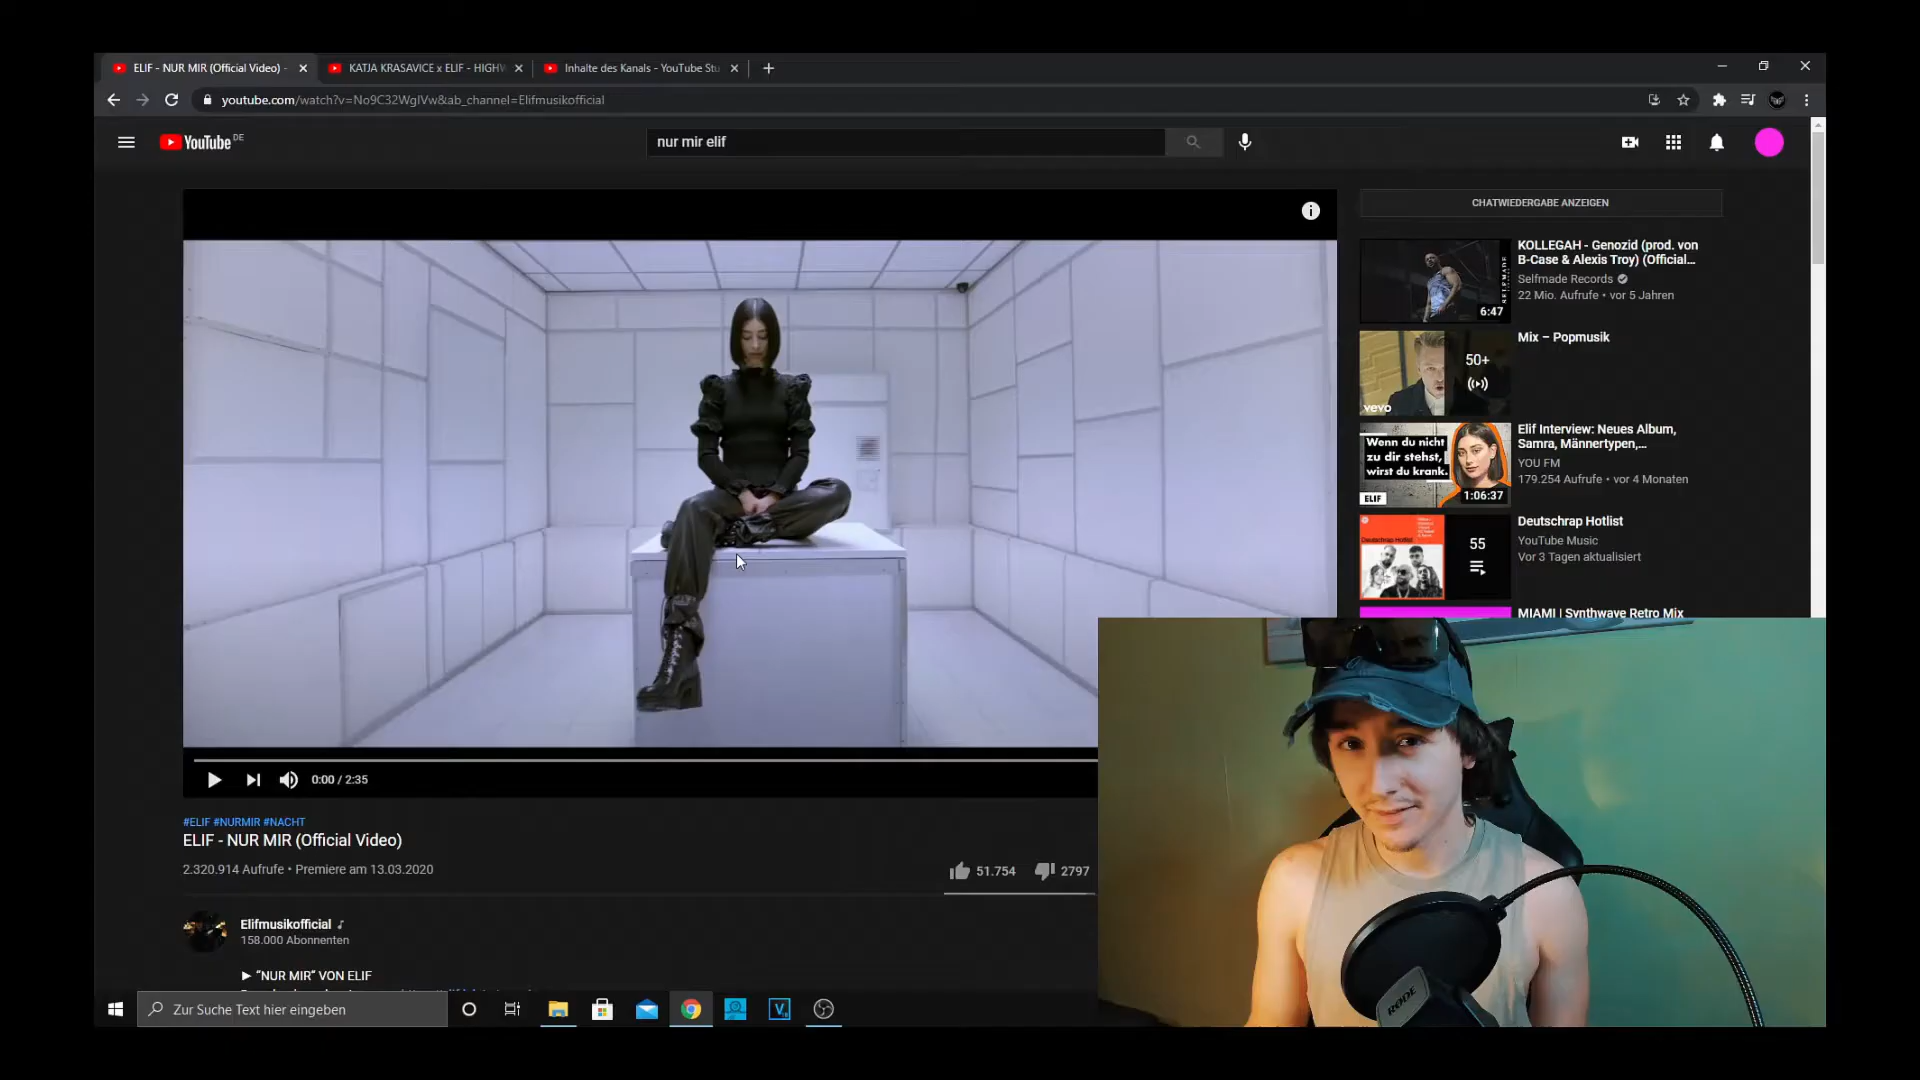 ELIF - NUR MIR (Official Video) -
KATJA KRASAVICE x ELIF - HIGHW
Inhalte des Kanals - YouTube Stu
youtube.com/watch?v=No9C32WgIVw&ab_channel=Elifmusikofficial
YouTube DE
nur mir elif
CHATWIEDERGABE ANZEIGEN
KOLLEGAH - Genozid (prod. von
B-Case & Alexis Troy) (Official...
Selfmade Records
22 Mio. Aufrufe • vor 5 Jahren
SELFMADE RECORDS
6:47
Mix – Popmusik
50+
vevo
Elif Interview: Neues Album,
Samra, Männertypen,...
YOU FM
179.254 Aufrufe • vor 4 Monaten
Wenn du nicht
zu dir stehst,
wirst du krank.
ELIF
1:06:37
Deutschrap Hotlist
YouTube Music
Vor 3 Tagen aktualisiert
Deutschrap Hotlist
55
MIAMI | Synthwave Retro Mix
0:00 / 2:35
#ELIF #NURMIR #NACHT
ELIF - NUR MIR (Official Video)
2.320.914 Aufrufe • Premiere am 13.03.2020
51.754
2797
Elifmusikofficial
158.000 Abonnenten
► “NUR MIR” VON ELIF
Zur Suche Text hier eingeben
V
RODE